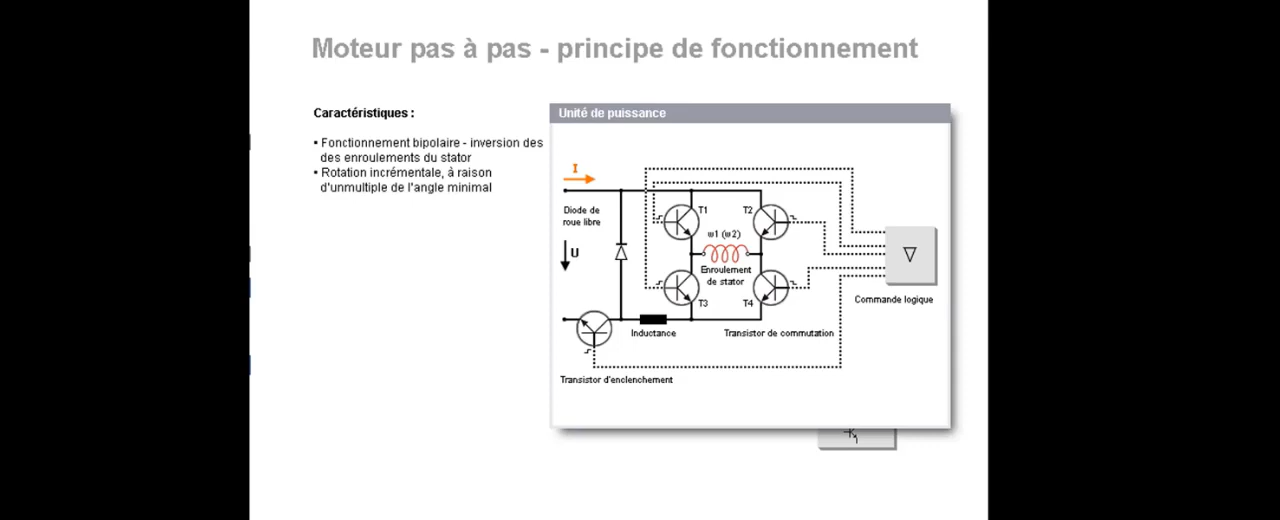 Moteur pas à pas - principe de fonctionnement
Caractéristiques :
▪ Fonctionnement bipolaire - inversion des
des enroulements du stator
▪ Rotation incrémentale, à raison
d'unmultiple de l'angle minimal
Unité de puissance
I
Diode de
roue libre
U
T1
T2
w1 (w2)
Enroulement
de stator
T3
T4
Commande logique
Inductance
Transistor de commutation
Transistor d'enclenchement